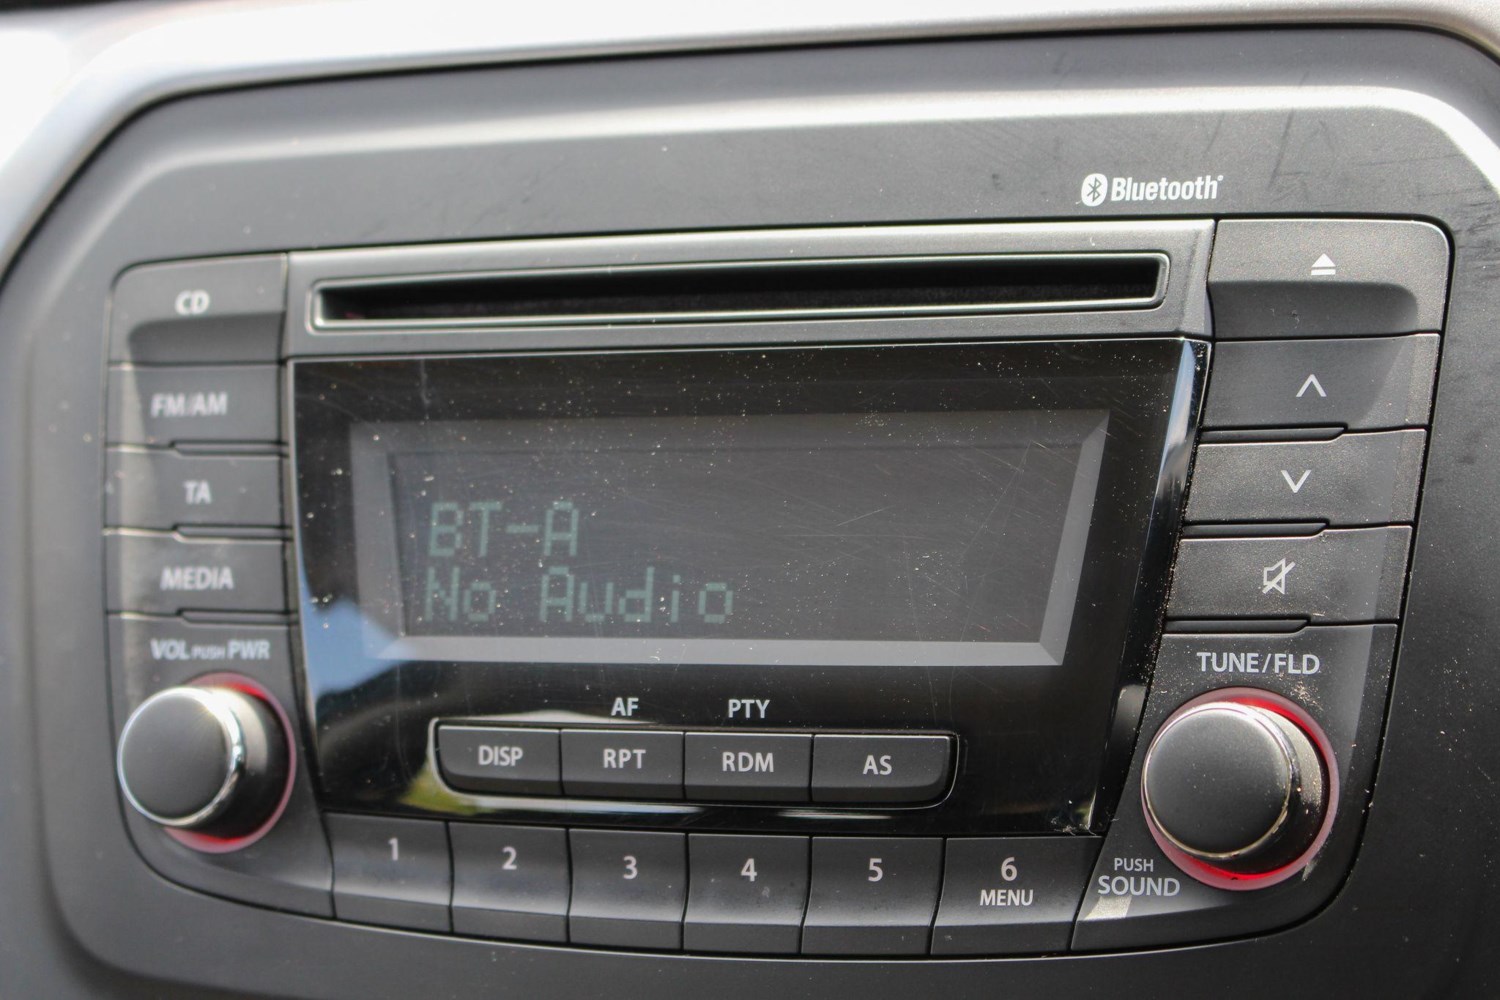 Bluetooth
CD
FM/AM
TA
MEDIA
VOL PUSH PWR
BT-A
No Audio
TUNE/FLD
AF PTY
DISP RPT RDM AS
1 2 3 4 5 6
MENU
PUSH
SOUND